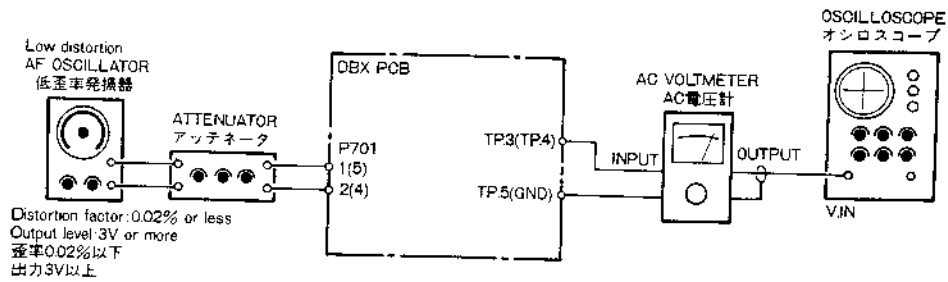 Low distortion
AF OSCILLATOR
低歪率発振器
ATTENUATOR
アッテネータ
DBX PCB
P701
1(5)
2(4)
TP.3(TP.4)
TP.5(GND)
AC VOLTMETER
AC電圧計
INPUT
OUTPUT
OSCILLOSCOPE
オシロスコープ
V.IN
Distortion factor:0.02% or less
Output level:3V or more
歪率0.02%以下
出力3V以上